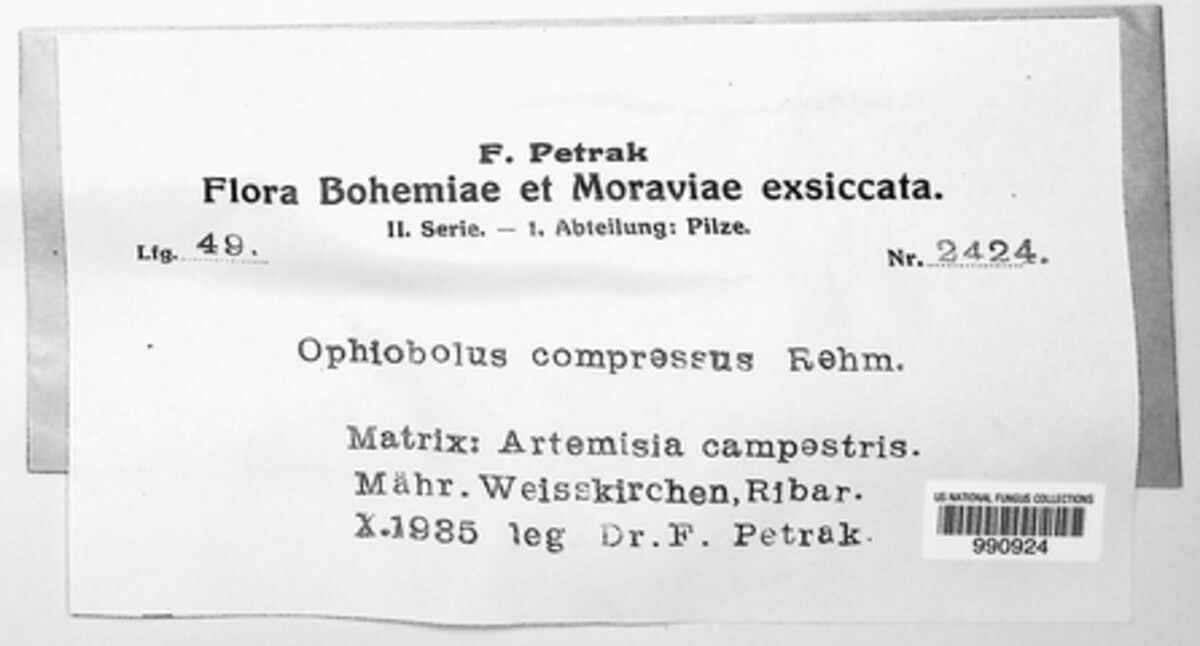 F. Petrak
Flora Bohemiae et Moraviae exsiccata.
II. Serie. — 1. Abteilung: Pilze.
Lfg. 49.
Nr. 2424.
Ophiobolus compressus Rehm.
Matrix: Artemisia campestris.
Mähr. Weisskirchen, Ribar.
X.1985 leg Dr. F. Petrak.
US NATIONAL FUNGUS COLLECTIONS
990924